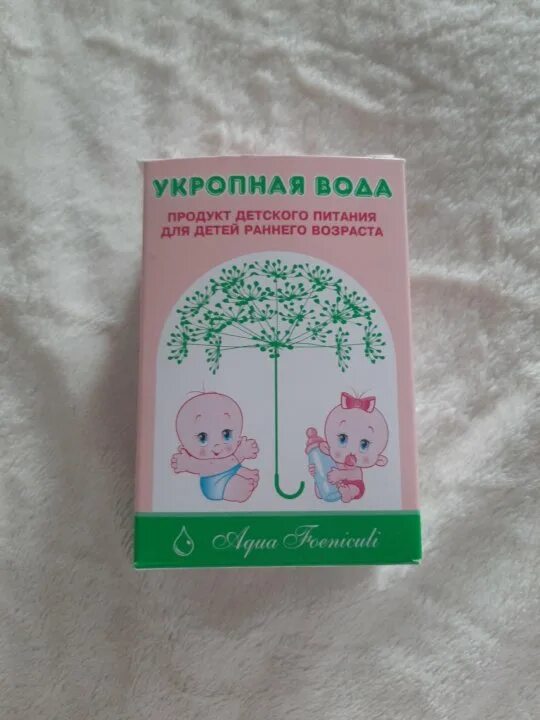 УКРОПНАЯ ВОДА
ПРОДУКТ ДЕТСКОГО ПИТАНИЯ
ДЛЯ ДЕТЕЙ РАННЕГО ВОЗРАСТА
Aqua Foeniculi